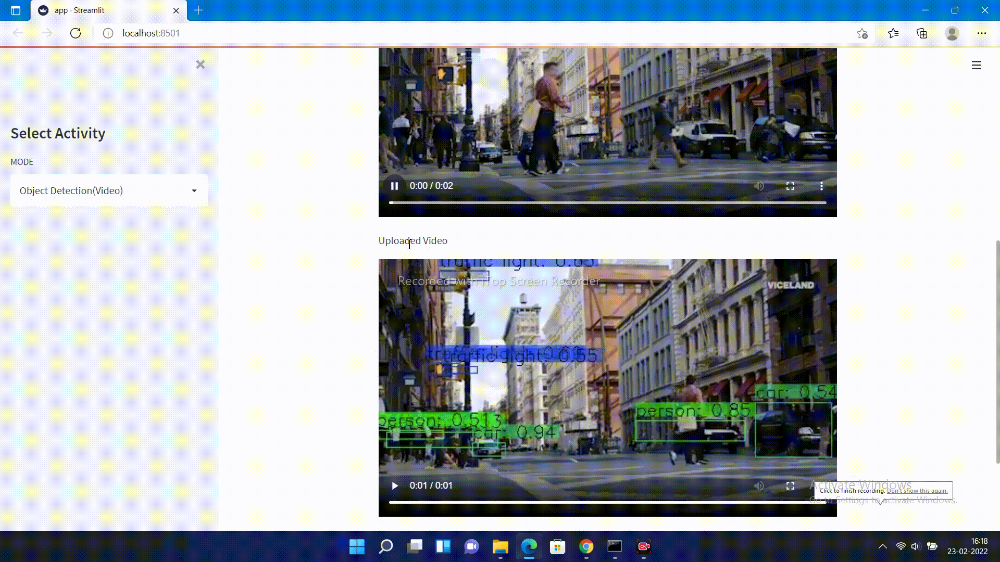 app · Streamlit
localhost:8501
Select Activity
MODE
Object Detection(Video)
0:00 / 0:02
Uploaded Video
traffic light: 0.65
Recorded with iTop Screen Recorder
VICELAND
traffic light: 0.55
car: 0.54
person: 0.85
person: 0.513
car: 0.94
0:01 / 0:01
Activate Windows
Click to finish recording. Don't show this again.
Go to Settings to activate Windows.
16:18
23-02-2022